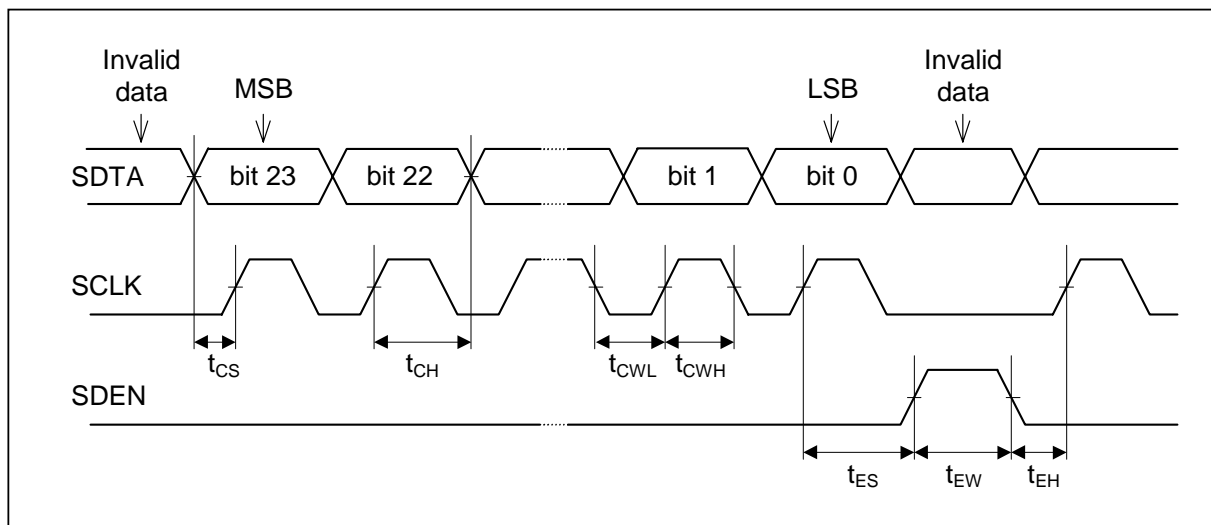 Invalid
data
MSB
LSB
Invalid
data
SDTA
bit 23
bit 22
bit 1
bit 0
SCLK
tCS
tCH
tCWL
tCWH
SDEN
tES
tEW
tEH